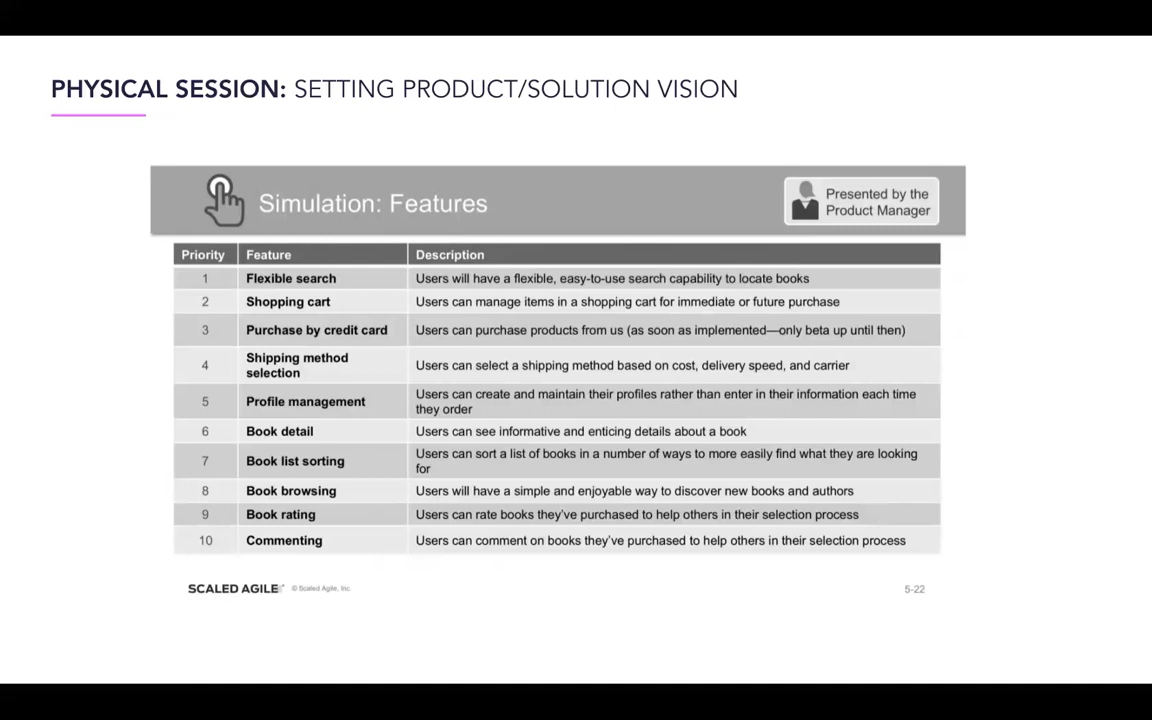 PHYSICAL SESSION: SETTING PRODUCT/SOLUTION VISION
Simulation: Features
Presented by the
Product Manager
Priority Feature Description
1 Flexible search Users will have a flexible, easy-to-use search capability to locate books
2 Shopping cart Users can manage items in a shopping cart for immediate or future purchase
3 Purchase by credit card Users can purchase products from us (as soon as implemented—only beta up until then)
4 Shipping method
selection Users can select a shipping method based on cost, delivery speed, and carrier
5 Profile management Users can create and maintain their profiles rather than enter in their information each time
they order
6 Book detail Users can see informative and enticing details about a book
7 Book list sorting Users can sort a list of books in a number of ways to more easily find what they are looking
for
8 Book browsing Users will have a simple and enjoyable way to discover new books and authors
9 Book rating Users can rate books they've purchased to help others in their selection process
10 Commenting Users can comment on books they've purchased to help others in their selection process
SCALED AGILE © Scaled Agile, Inc.
5-22